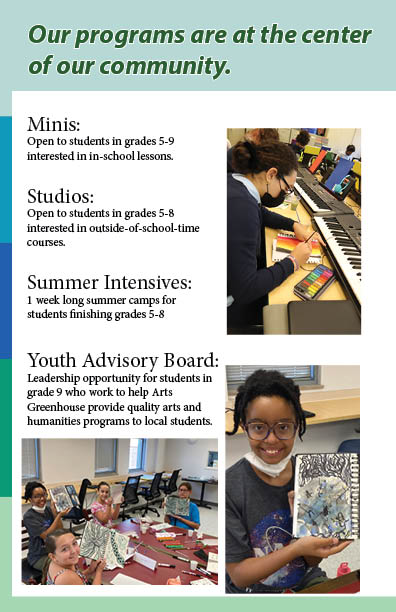 Our programs are at the center
of our community.
Minis:
Open to students in grades 5-9
interested in in-school lessons.
Studios:
Open to students in grades 5-8
interested in outside-of-school-time
courses.
Summer Intensives:
1 week long summer camps for
students finishing grades 5-8
Youth Advisory Board:
Leadership opportunity for students in
grade 9 who work to help Arts
Greenhouse provide quality arts and
humanities programs to local students.